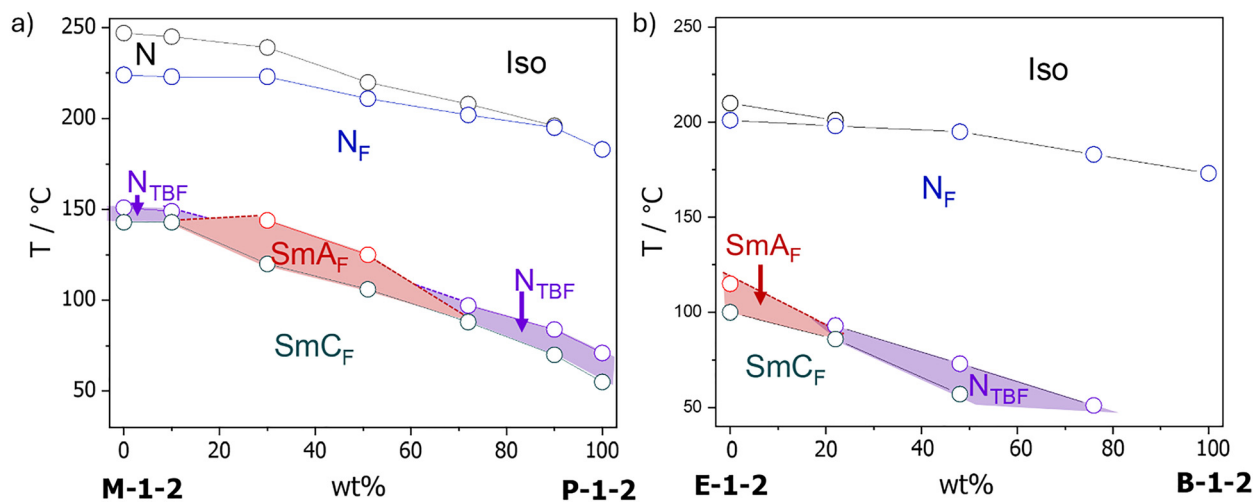 a)
T / °C
250
200
150
100
50
N
Iso
N_F
N_TBF
SmA_F
N_TBF
SmC_F
0 20 40 60 80 100
M-1-2 wt% P-1-2
b)
T / °C
250
200
150
100
50
Iso
N_F
SmA_F
SmC_F
N_TBF
0 20 40 60 80 100
E-1-2 wt% B-1-2